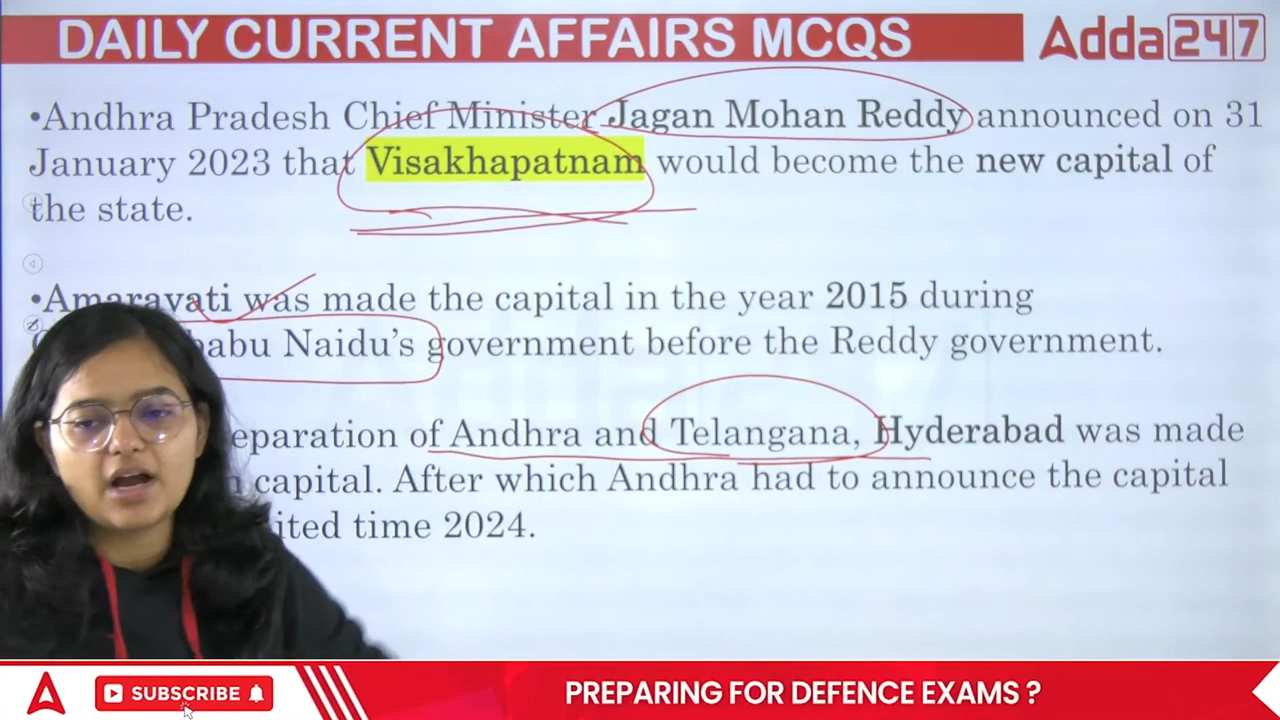 DAILY CURRENT AFFAIRS MCQS
Adda 247
•Andhra Pradesh Chief Minister Jagan Mohan Reddy announced on 31
January 2023 that Visakhapatnam would become the new capital of
the state.
•Amaravati was made the capital in the year 2015 during
abu Naidu's government before the Reddy government.
eparation of Andhra and Telangana, Hyderabad was made
capital. After which Andhra had to announce the capital
ited time 2024.
SUBSCRIBE
PREPARING FOR DEFENCE EXAMS ?